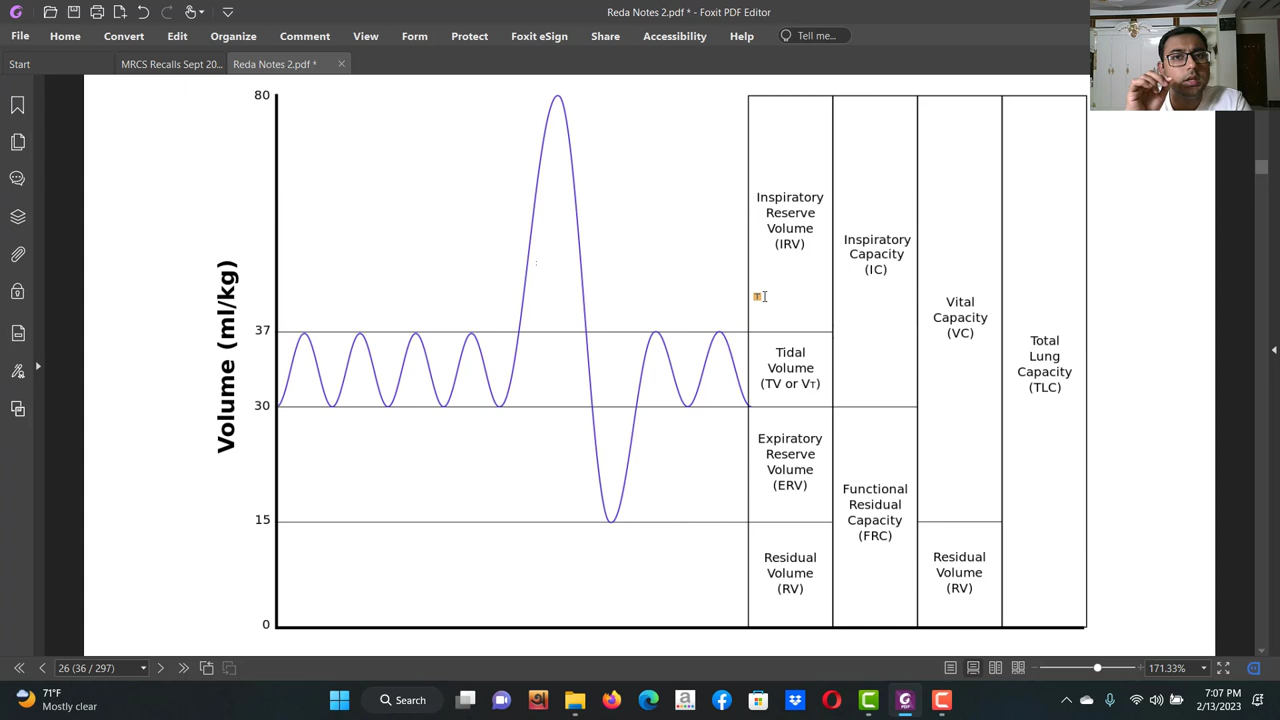 Reda Notes 2.pdf * - Foxit PDF Editor
File Home Convert Edit Organize Comment View Form Protect Foxit eSign Share Accessibility Help Tell me...
Start MRCS Recalls Sept 20... Reda Notes 2.pdf *
Volume (ml/kg)
80
37
30
15
0
Inspiratory
Reserve
Volume
(IRV)
Tidal
Volume
(TV or VT)
Expiratory
Reserve
Volume
(ERV)
Residual
Volume
(RV)
Inspiratory
Capacity
(IC)
Functional
Residual
Capacity
(FRC)
Vital
Capacity
(VC)
Residual
Volume
(RV)
Total
Lung
Capacity
(TLC)
26 (36 / 297) 171.33%
71°F
Mostly clear
Search
7:07 PM
2/13/2023